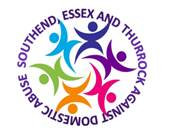 SOUTHEND, ESSEX AND THURROCK AGAINST DOMESTIC ABUSE